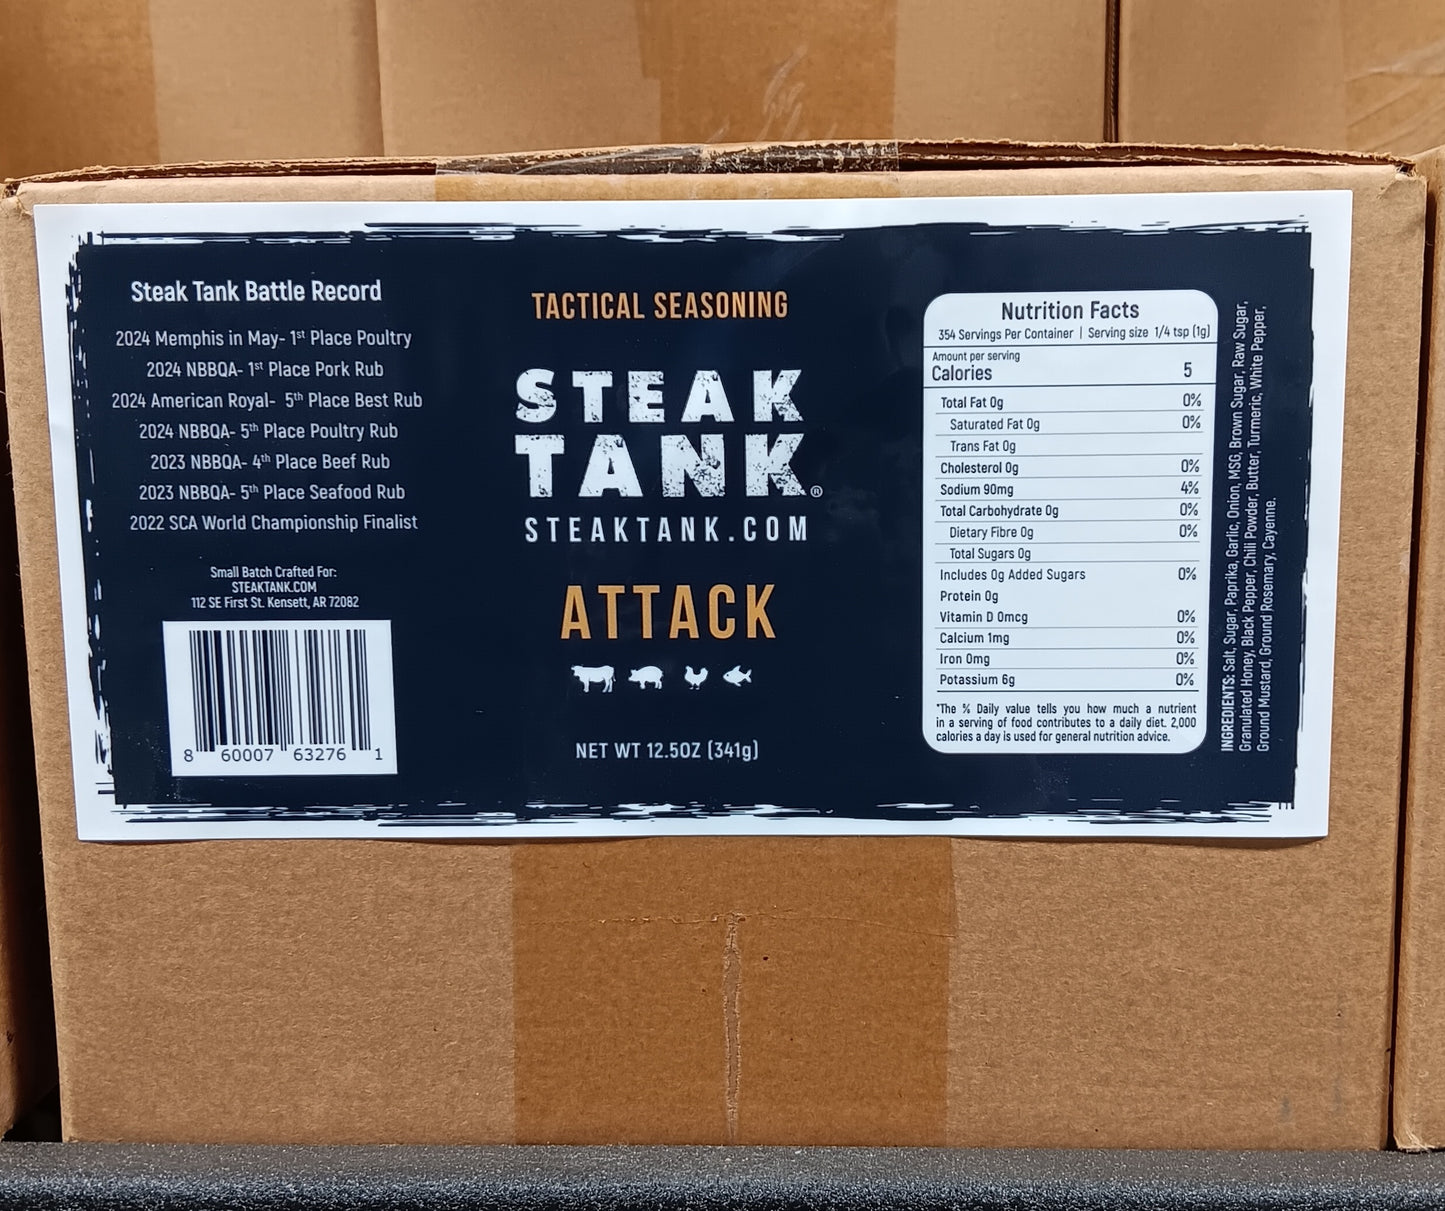 Steak Tank Battle Record
2024 Memphis in May- 1st Place Poultry
2024 NBBQA- 1st Place Pork Rub
2024 American Royal- 5th Place Best Rub
2024 NBBQA- 5th Place Poultry Rub
2023 NBBQA- 4th Place Beef Rub
2023 NBBQA- 5th Place Seafood Rub
2022 SCA World Championship Finalist
Small Batch Crafted For:
STEAKTANK.COM
112 SE First St. Kensett, AR 72082
8 60007 63276 1
TACTICAL SEASONING
STEAK
TANK®
STEAKTANK.COM
ATTACK
NET WT 12.5OZ (341g)
Nutrition Facts
354 Servings Per Container | Serving size 1/4 tsp (1g)
Amount per serving
Calories 5
Total Fat 0g 0%
Saturated Fat 0g 0%
Trans Fat 0g
Cholesterol 0g 0%
Sodium 90mg 4%
Total Carbohydrate 0g 0%
Dietary Fibre 0g 0%
Total Sugars 0g
Includes 0g Added Sugars 0%
Protein 0g
Vitamin D 0mcg 0%
Calcium 1mg 0%
Iron 0mg 0%
Potassium 6g 0%
*The % Daily value tells you how much a nutrient
in a serving of food contributes to a daily diet. 2,000
calories a day is used for general nutrition advice.
INGREDIENTS: Salt, Sugar, Paprika, Garlic, Onion, MSG, Brown Sugar, Raw Sugar,
Granulated Honey, Black Pepper, Chili Powder, Butter, Turmeric, White Pepper,
Ground Mustard, Ground Rosemary, Cayenne.